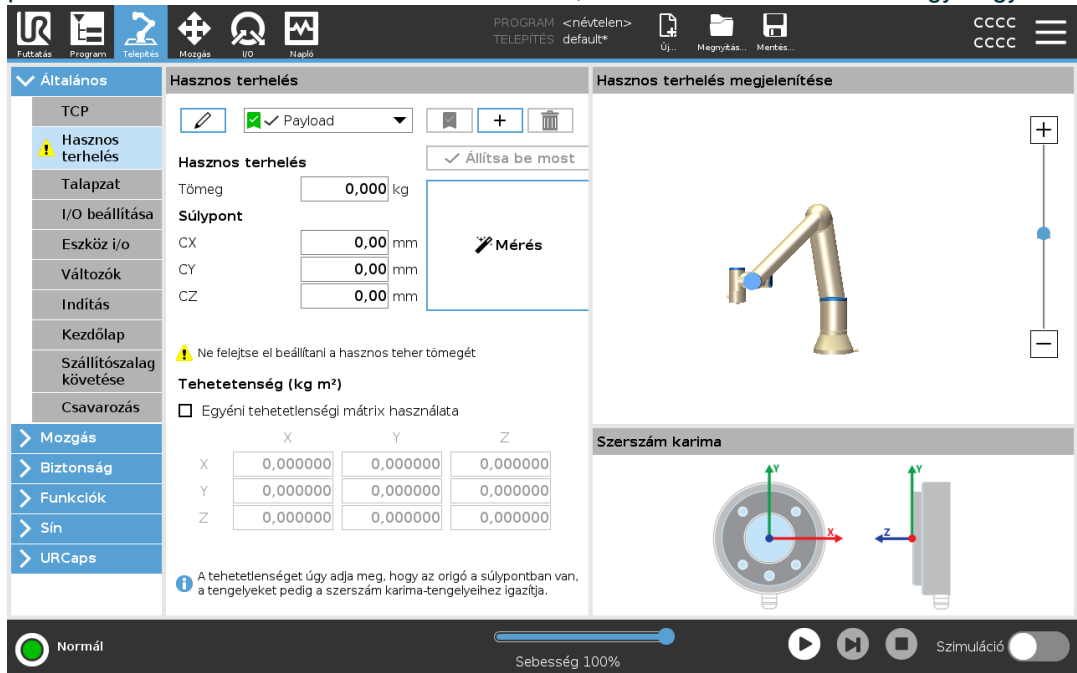 PROGRAM <névtelen>
TELEPÍTÉS default*
CCCC
CCCC
Futtatás Program Telepítés Mozgás I/O Napló Új... Megnyitás... Mentés...
Általános
TCP
Hasznos
terhelés
Talapzat
I/O beállítása
Eszköz i/o
Változók
Indítás
Kezdőlap
Szállítószalag
követése
Csavarozás
Mozgás
Biztonság
Funkciók
Sín
URCaps
Hasznos terhelés
Payload
Hasznos terhelés
Állítsa be most
Tömeg 0,000 kg
Súlypont
CX 0,00 mm
CY 0,00 mm
CZ 0,00 mm
Mérés
Ne felejtse el beállítani a hasznos teher tömegét
Tehetetenség (kg m²)
Egyéni tehetetlenségi mátrix használata
X Y Z
X 0,000000 0,000000 0,000000
Y 0,000000 0,000000 0,000000
Z 0,000000 0,000000 0,000000
A tehetetlenséget úgy adja meg, hogy az origó a súlypontban van,
a tengelyeket pedig a szerszám karima-tengelyeihez igazítja.
Hasznos terhelés megjelenítése
Szerszám karima
Y Y
X Z
Normál
Sebesség 100%
Szimuláció